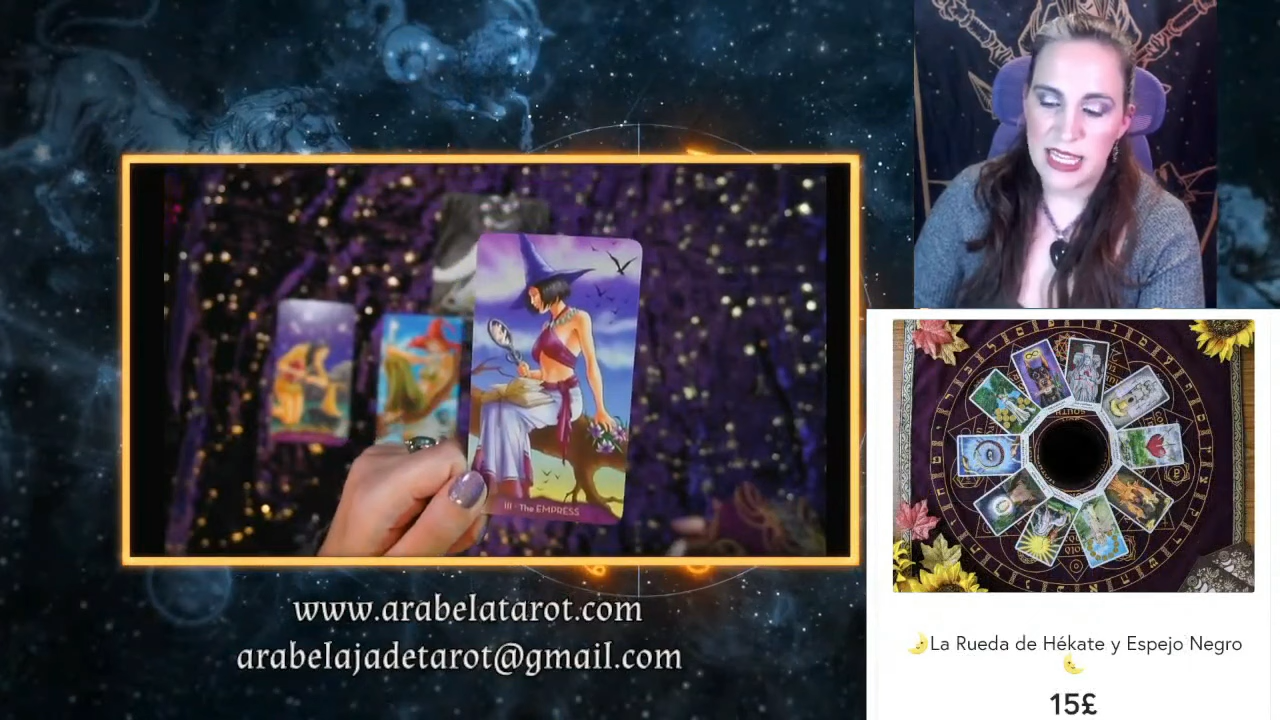 III - The EMPRESS
www.arabelatarot.com
arabelajadetarot@gmail.com
🌛La Rueda de Hékate y Espejo Negro
🌜
15£